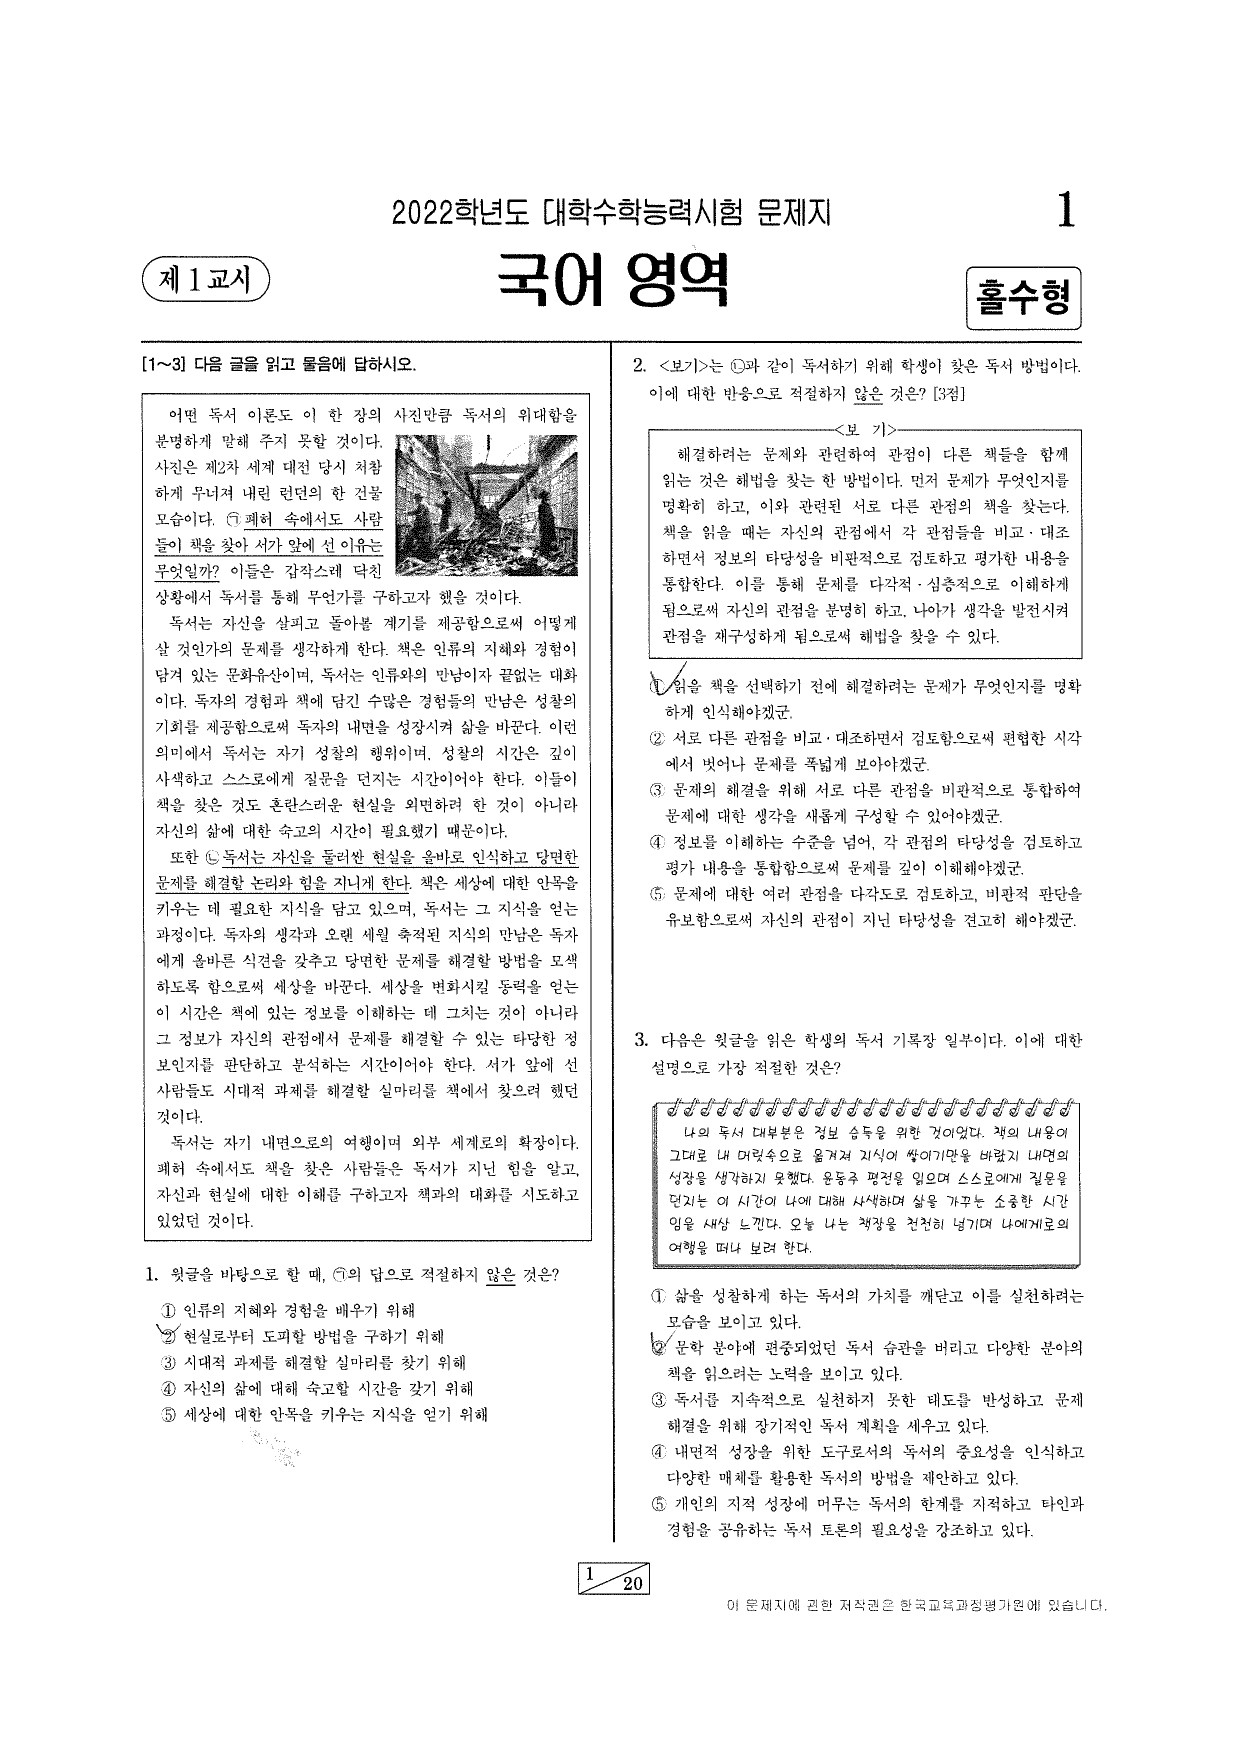 2022학년도 대학수학능력시험 문제지
1
제 1 교시
국어 영역
홀수형
[1～3] 다음 글을 읽고 물음에 답하시오.
어떤 독서 이론도 이 한 장의 사진만큼 독서의 위대함을
분명하게 말해 주지 못할 것이다.
사진은 제2차 세계 대전 당시 처참
하게 무너져 내린 런던의 한 건물
모습이다. ㉠폐허 속에서도 사람
들이 책을 찾아 서가 앞에 선 이유는
무엇일까? 이들은 갑작스레 닥친
상황에서 독서를 통해 무언가를 구하고자 했을 것이다.
독서는 자신을 살피고 돌아볼 계기를 제공함으로써 어떻게
살 것인가의 문제를 생각하게 한다. 책은 인류의 지혜와 경험이
담겨 있는 문화유산이며, 독서는 인류와의 만남이자 끝없는 대화
이다. 독자의 경험과 책에 담긴 수많은 경험들의 만남은 성찰의
기회를 제공함으로써 독자의 내면을 성장시켜 삶을 바꾼다. 이런
의미에서 독서는 자기 성찰의 행위이며, 성찰의 시간은 깊이
사색하고 스스로에게 질문을 던지는 시간이어야 한다. 이들이
책을 찾은 것도 혼란스러운 현실을 외면하려 한 것이 아니라
자신의 삶에 대한 숙고의 시간이 필요했기 때문이다.
또한 ㉡독서는 자신을 둘러싼 현실을 올바로 인식하고 당면한
문제를 해결할 논리와 힘을 지니게 한다. 책은 세상에 대한 안목을
키우는 데 필요한 지식을 담고 있으며, 독서는 그 지식을 얻는
과정이다. 독자의 생각과 오랜 세월 축적된 지식의 만남은 독자
에게 올바른 식견을 갖추고 당면한 문제를 해결할 방법을 모색
하도록 함으로써 세상을 바꾼다. 세상을 변화시킬 동력을 얻는
이 시간은 책에 있는 정보를 이해하는 데 그치는 것이 아니라
그 정보가 자신의 관점에서 문제를 해결할 수 있는 타당한 정
보인지를 판단하고 분석하는 시간이어야 한다. 서가 앞에 선
사람들도 시대적 과제를 해결할 실마리를 책에서 찾으려 했던
것이다.
독서는 자기 내면으로의 여행이며 외부 세계로의 확장이다.
폐허 속에서도 책을 찾은 사람들은 독서가 지닌 힘을 알고,
자신과 현실에 대한 이해를 구하고자 책과의 대화를 시도하고
있었던 것이다.
1. 윗글을 바탕으로 할 때, ㉠의 답으로 적절하지 않은 것은?
① 인류의 지혜와 경험을 배우기 위해
② 현실로부터 도피할 방법을 구하기 위해
③ 시대적 과제를 해결할 실마리를 찾기 위해
④ 자신의 삶에 대해 숙고할 시간을 갖기 위해
⑤ 세상에 대한 안목을 키우는 지식을 얻기 위해
2. <보기>는 ㉡과 같이 독서하기 위해 학생이 찾은 독서 방법이다.
이에 대한 반응으로 적절하지 않은 것은? [3점]
<보 기>
해결하려는 문제와 관련하여 관점이 다른 책들을 함께
읽는 것은 해법을 찾는 한 방법이다. 먼저 문제가 무엇인지를
명확히 하고, 이와 관련된 서로 다른 관점의 책을 찾는다.
책을 읽을 때는 자신의 관점에서 각 관점들을 비교·대조
하면서 정보의 타당성을 비판적으로 검토하고 평가한 내용을
통합한다. 이를 통해 문제를 다각적·심층적으로 이해하게
됨으로써 자신의 관점을 분명히 하고, 나아가 생각을 발전시켜
관점을 재구성하게 됨으로써 해법을 찾을 수 있다.
① 읽을 책을 선택하기 전에 해결하려는 문제가 무엇인지를 명확
하게 인식해야겠군.
② 서로 다른 관점을 비교·대조하면서 검토함으로써 편협한 시각
에서 벗어나 문제를 폭넓게 보아야겠군.
③ 문제의 해결을 위해 서로 다른 관점을 비판적으로 통합하여
문제에 대한 생각을 새롭게 구성할 수 있어야겠군.
④ 정보를 이해하는 수준을 넘어, 각 관점의 타당성을 검토하고
평가 내용을 통합함으로써 문제를 깊이 이해해야겠군.
⑤ 문제에 대한 여러 관점을 다각도로 검토하고, 비판적 판단을
유보함으로써 자신의 관점이 지닌 타당성을 견고히 해야겠군.
3. 다음은 윗글을 읽은 학생의 독서 기록장 일부이다. 이에 대한
설명으로 가장 적절한 것은?
나의 독서 대부분은 정보 습득을 위한 것이었다. 책의 내용이
그대로 내 머릿속으로 옮겨져 지식이 쌓이기만을 바랐지 내면의
성장을 생각하지 못했다. 윤동주 평전을 읽으며 스스로에게 질문을
던지는 이 시간이 나에 대해 사색하며 삶을 가꾸는 소중한 시간
임을 새삼 느낀다. 오늘 나는 책장을 천천히 넘기며 나에게로의
여행을 떠나 보려 한다.
① 삶을 성찰하게 하는 독서의 가치를 깨닫고 이를 실천하려는
모습을 보이고 있다.
② 문학 분야에 편중되었던 독서 습관을 버리고 다양한 분야의
책을 읽으려는 노력을 보이고 있다.
③ 독서를 지속적으로 실천하지 못한 태도를 반성하고 문제
해결을 위해 장기적인 독서 계획을 세우고 있다.
④ 내면적 성장을 위한 도구로서의 독서의 중요성을 인식하고
다양한 매체를 활용한 독서의 방법을 제안하고 있다.
⑤ 개인의 지적 성장에 머무는 독서의 한계를 지적하고 타인과
경험을 공유하는 독서 토론의 필요성을 강조하고 있다.
1
20
이 문제지에 관한 저작권은 한국교육과정평가원에 있습니다.